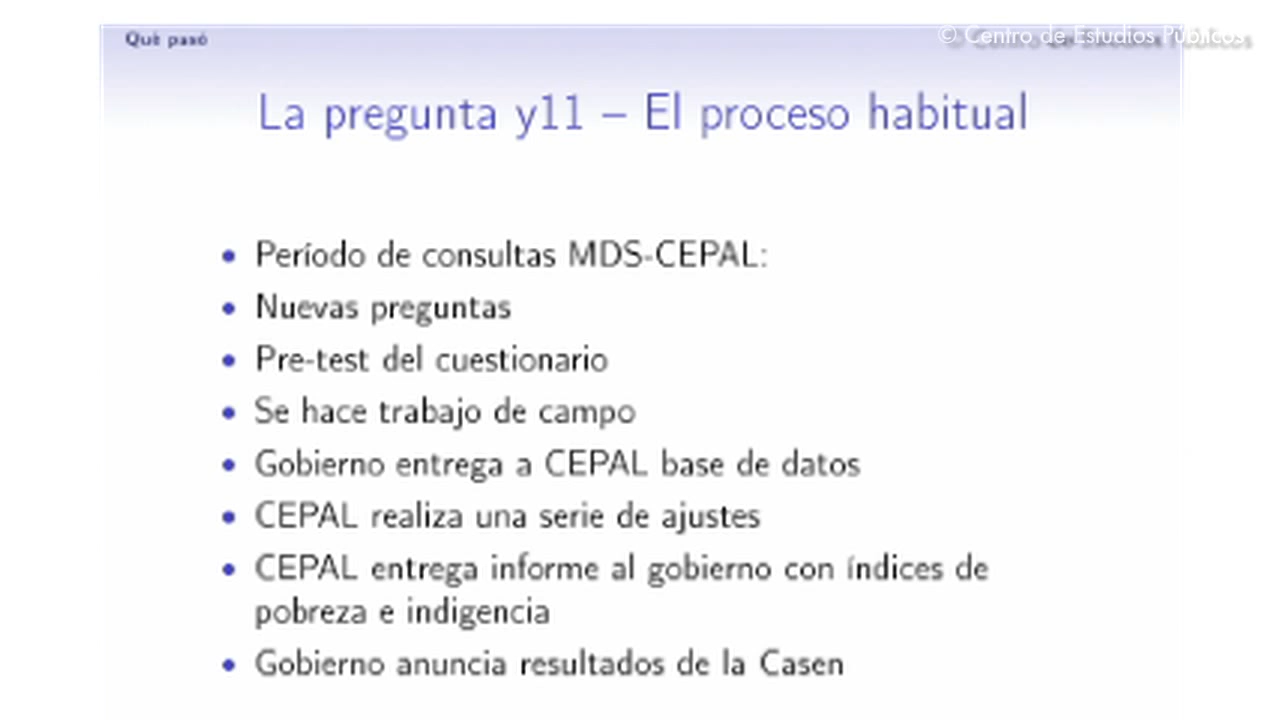 Qué pasó
© Centro de Estudios Públicos
La pregunta y11 – El proceso habitual
• Período de consultas MDS-CEPAL:
• Nuevas preguntas
• Pre-test del cuestionario
• Se hace trabajo de campo
• Gobierno entrega a CEPAL base de datos
• CEPAL realiza una serie de ajustes
• CEPAL entrega informe al gobierno con índices de
pobreza e indigencia
• Gobierno anuncia resultados de la Casen